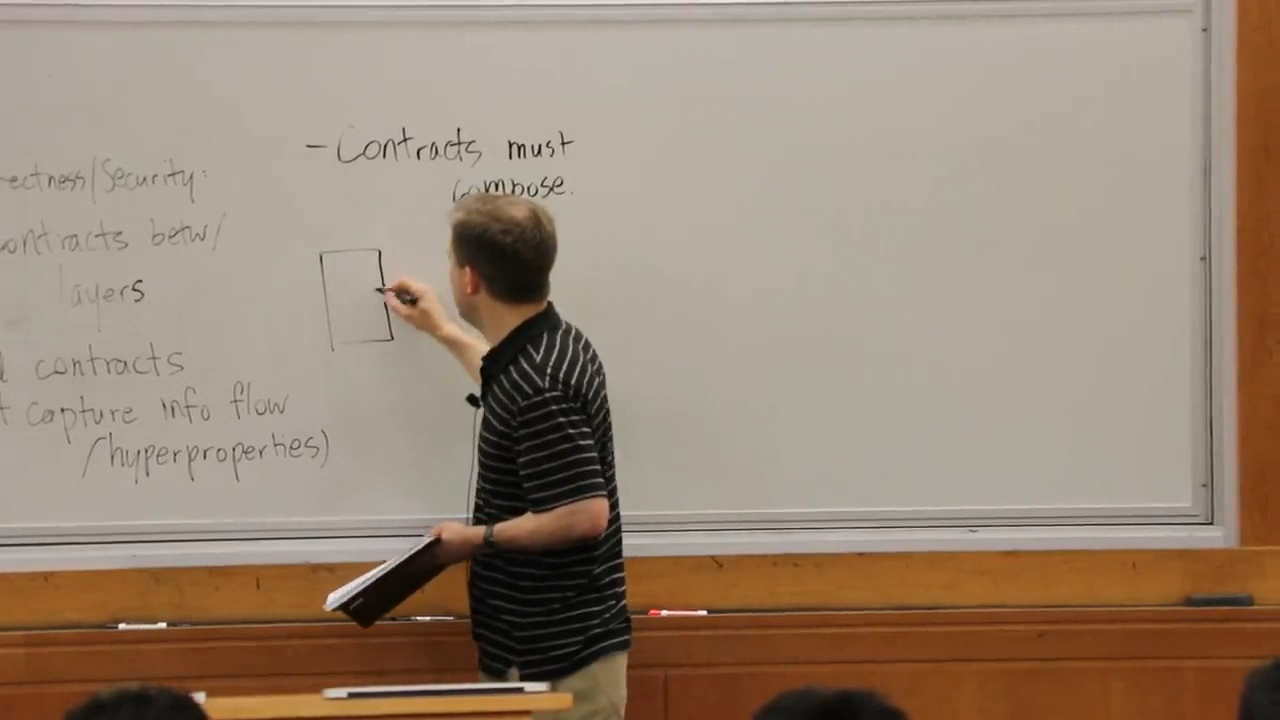 ectness/Security:
ontracts betw/
layers
contracts
capture info flow
/hyperproperties)
- Contracts must
compose.